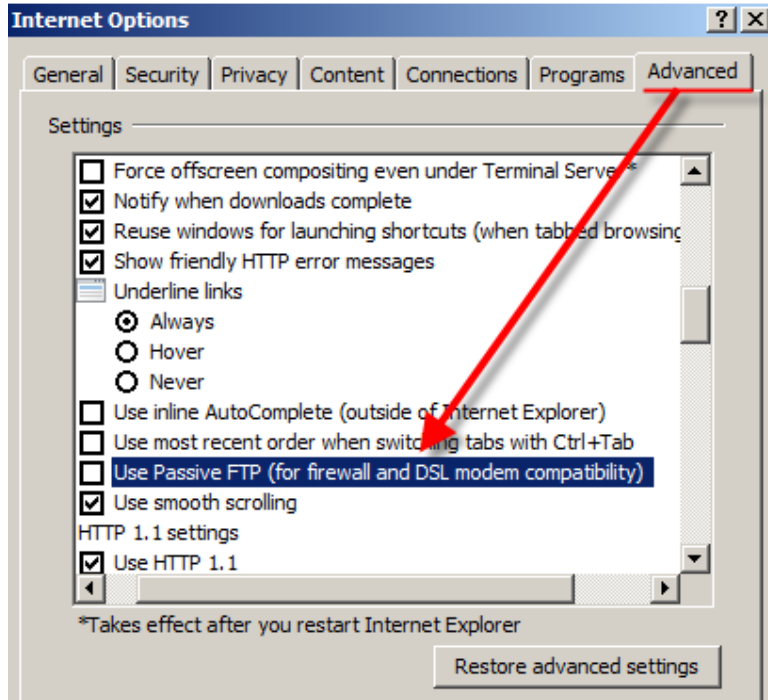 Internet Options
General Security Privacy Content Connections Programs Advanced
Settings
Force offscreen compositing even under Terminal Server*
Notify when downloads complete
Reuse windows for launching shortcuts (when tabbed browsing
Show friendly HTTP error messages
Underline links
Always
Hover
Never
Use inline AutoComplete (outside of Internet Explorer)
Use most recent order when switching tabs with Ctrl+Tab
Use Passive FTP (for firewall and DSL modem compatibility)
Use smooth scrolling
HTTP 1.1 settings
Use HTTP 1.1
*Takes effect after you restart Internet Explorer
Restore advanced settings